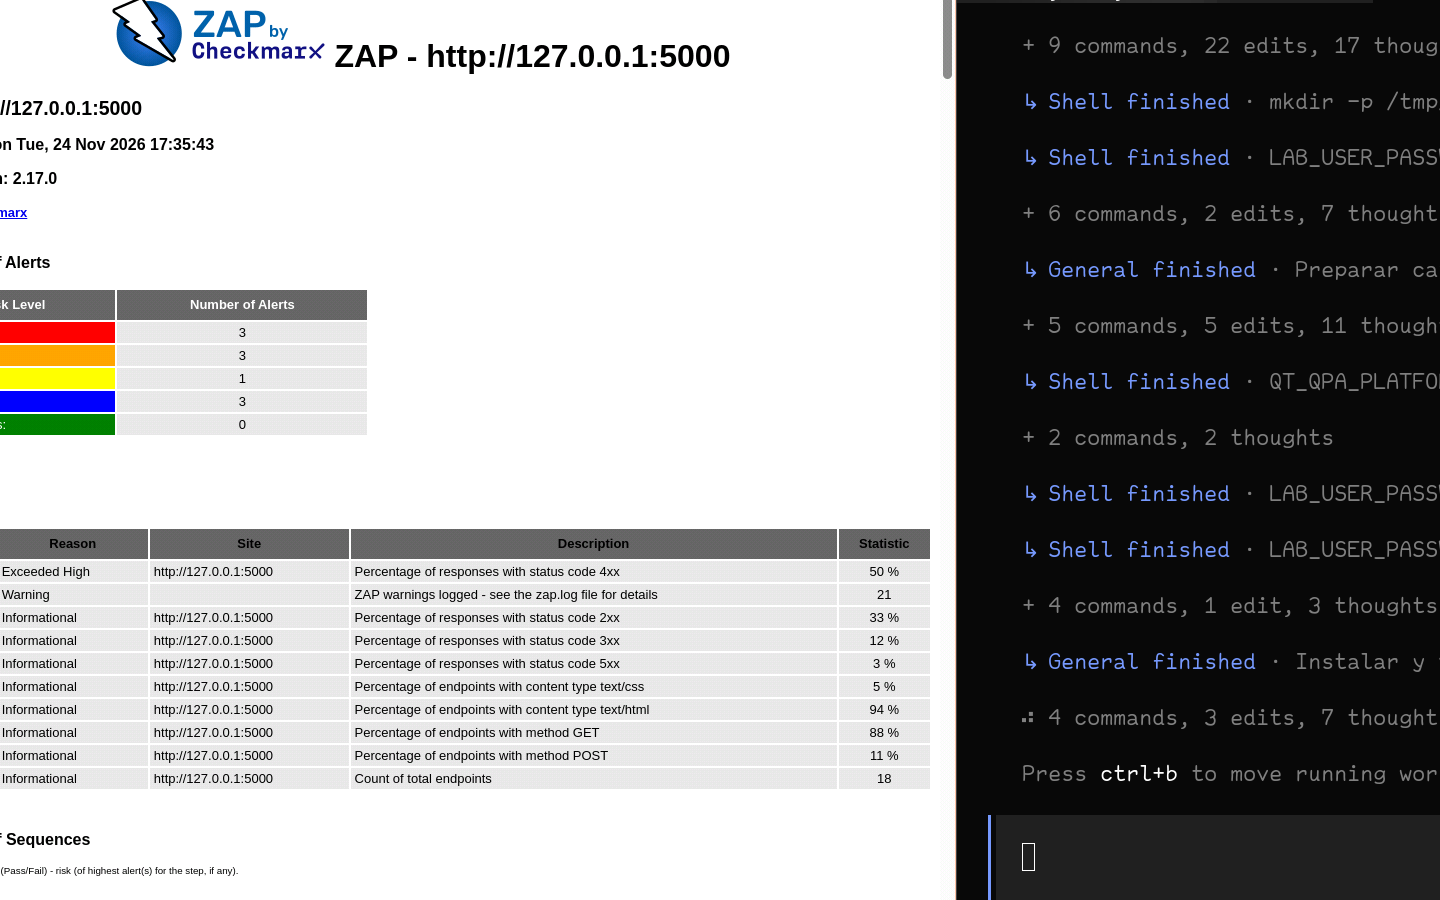 ZAP by
Checkmarx ZAP - http://127.0.0.1:5000
//127.0.0.1:5000
on Tue, 24 Nov 2026 17:35:43
: 2.17.0
marx
Alerts
Level
Number of Alerts
3
3
1
3
0
Reason Site Description Statistic
Exceeded High http://127.0.0.1:5000 Percentage of responses with status code 4xx 50 %
Warning ZAP warnings logged - see the zap.log file for details 21
Informational http://127.0.0.1:5000 Percentage of responses with status code 2xx 33 %
Informational http://127.0.0.1:5000 Percentage of responses with status code 3xx 12 %
Informational http://127.0.0.1:5000 Percentage of responses with status code 5xx 3 %
Informational http://127.0.0.1:5000 Percentage of endpoints with content type text/css 5 %
Informational http://127.0.0.1:5000 Percentage of endpoints with content type text/html 94 %
Informational http://127.0.0.1:5000 Percentage of endpoints with method GET 88 %
Informational http://127.0.0.1:5000 Percentage of endpoints with method POST 11 %
Informational http://127.0.0.1:5000 Count of total endpoints 18
Sequences
(Pass/Fail) - risk (of highest alert(s) for the step, if any).
+ 9 commands, 22 edits, 17 thoug
↳ Shell finished · mkdir -p /tmp
↳ Shell finished · LAB_USER_PASS
+ 6 commands, 2 edits, 7 thought
↳ General finished · Preparar ca
+ 5 commands, 5 edits, 11 though
↳ Shell finished · QT_QPA_PLATFO
+ 2 commands, 2 thoughts
↳ Shell finished · LAB_USER_PASS
↳ Shell finished · LAB_USER_PASS
+ 4 commands, 1 edit, 3 thoughts
↳ General finished · Instalar y
4 commands, 3 edits, 7 thought
Press ctrl+b to move running wor